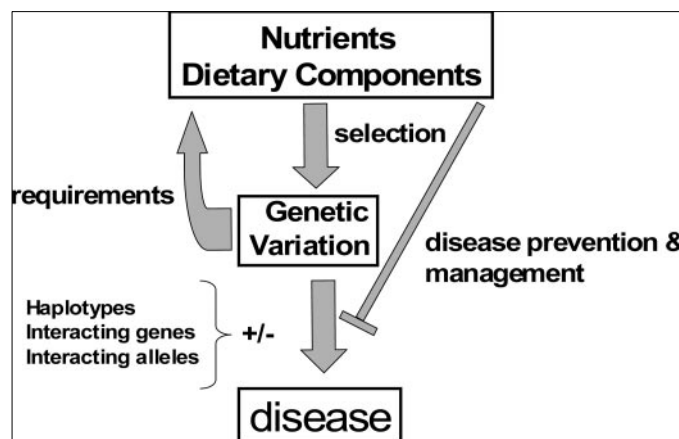 Nutrients
Dietary Components
selection
requirements
Genetic
Variation
disease prevention &
management
Haplotypes
Interacting genes
Interacting alleles
+/-
disease